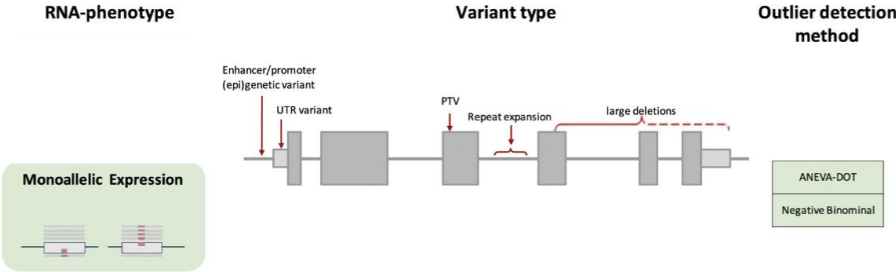 RNA-phenotype
Variant type
Outlier detection
method
Enhancer/promoter
(epi)genetic variant
UTR variant
PTV
Repeat expansion
large deletions
Monoallelic Expression
ANEVA-DOT
Negative Binominal